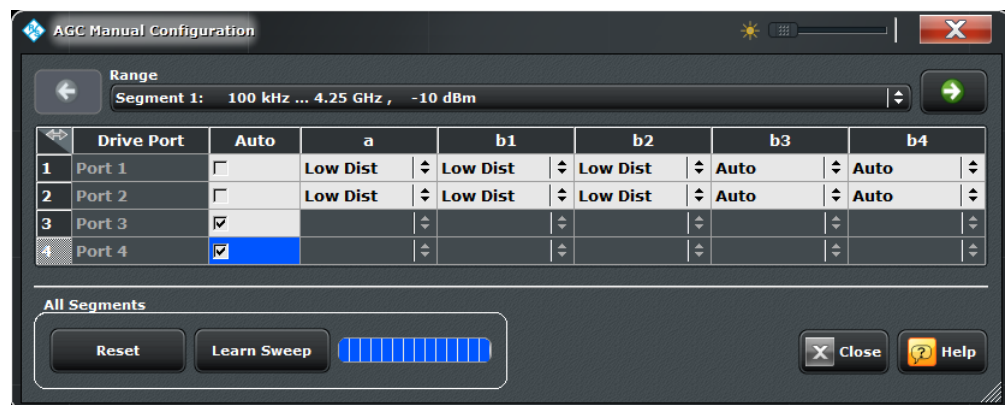 AGC Manual Configuration
X
Range
Segment 1: 100 kHz ... 4.25 GHz , -10 dBm
Drive Port Auto a b1 b2 b3 b4
1 Port 1 Low Dist Low Dist Low Dist Auto Auto
2 Port 2 Low Dist Low Dist Low Dist Auto Auto
3 Port 3
4 Port 4
All Segments
Reset Learn Sweep X Close ? Help